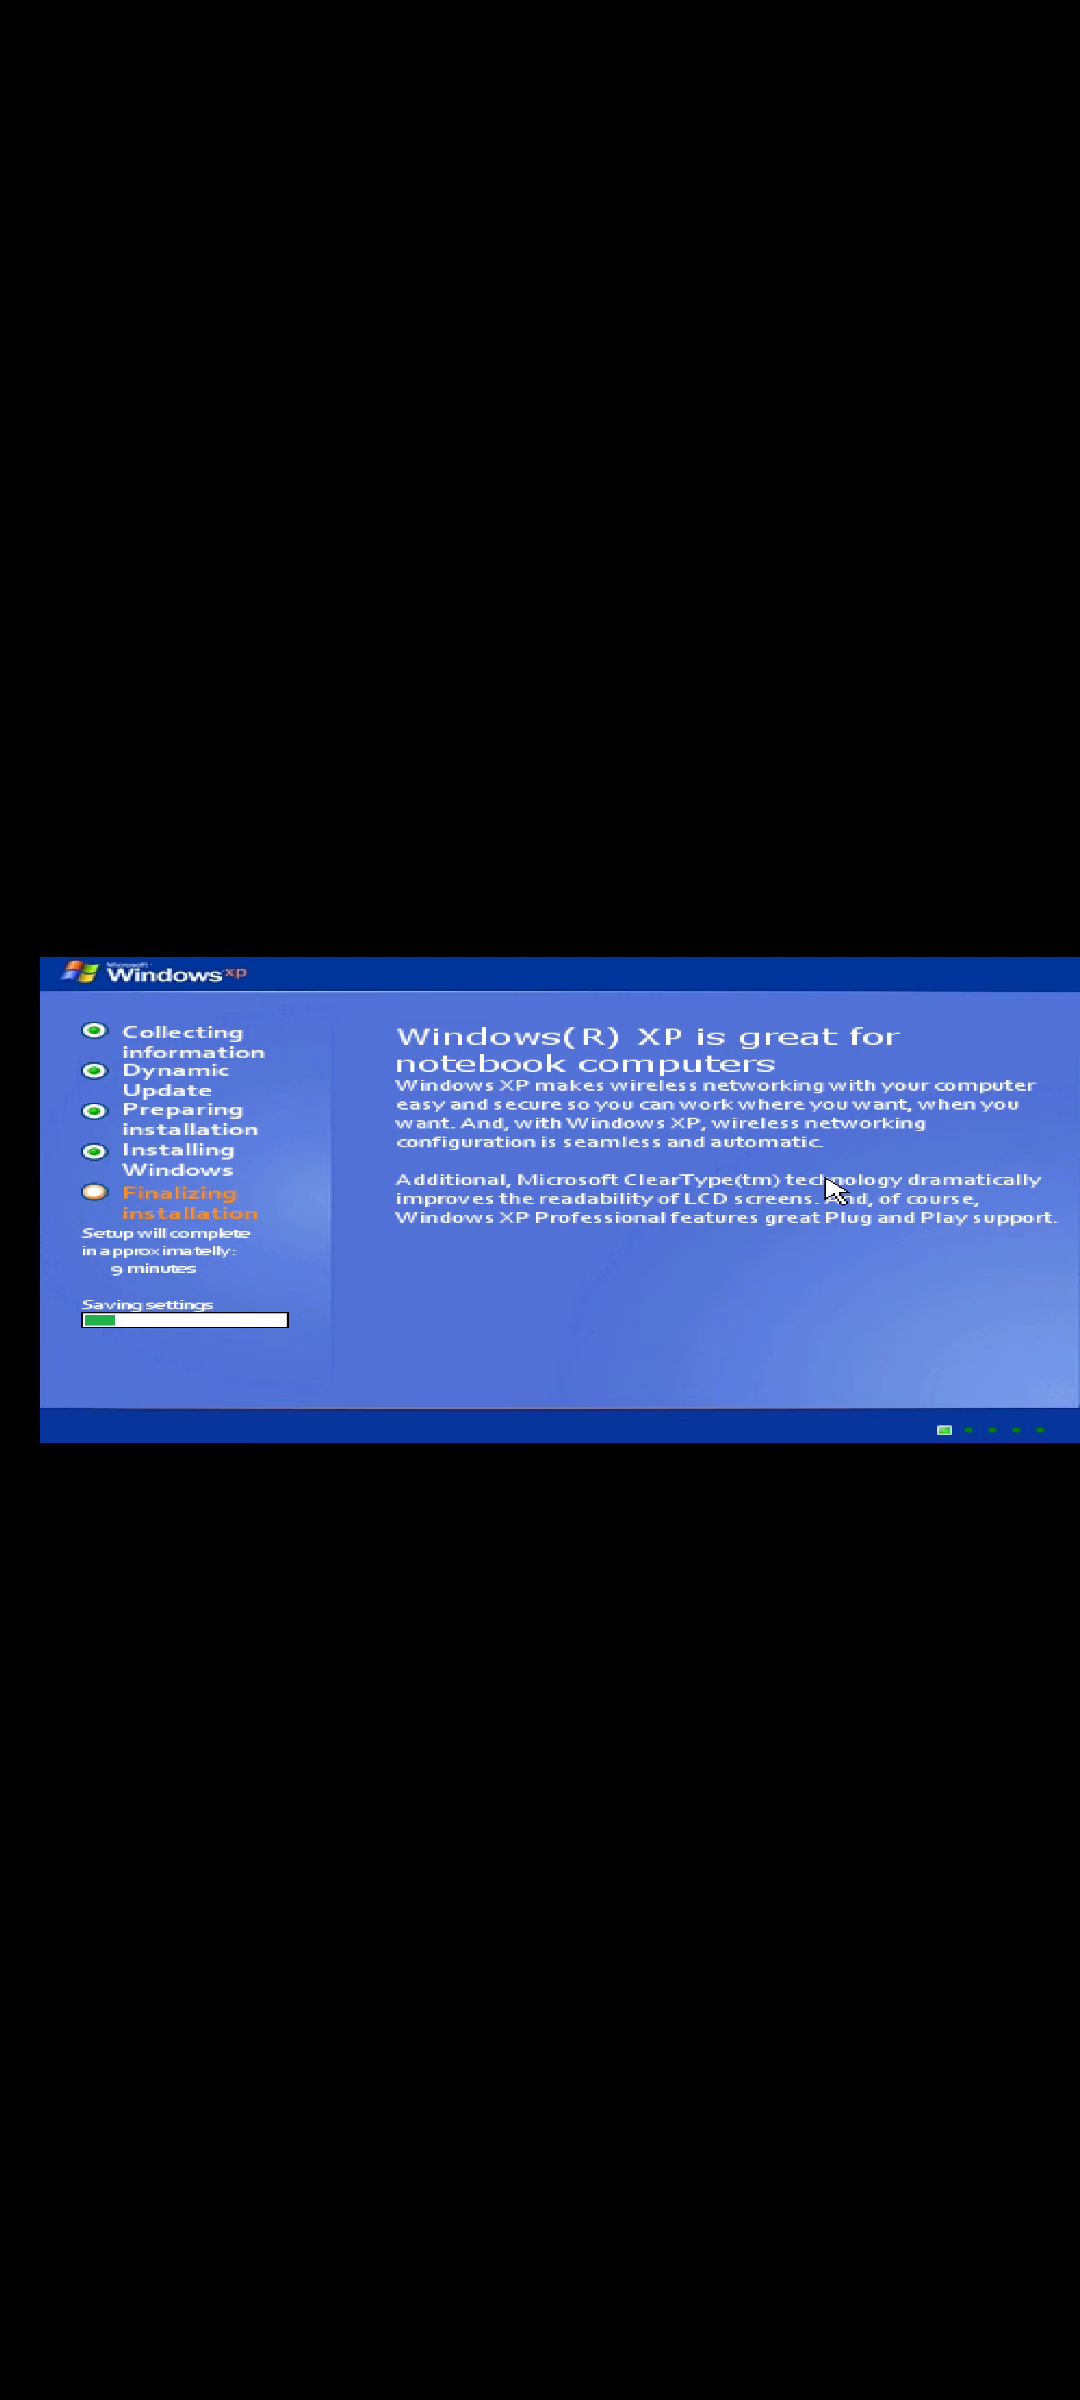 Microsoft
Windows xp
Collecting
information
Dynamic
Update
Preparing
installation
Installing
Windows
Finalizing
installation
Setup will complete
in approximatelly:
9 minutes
Saving settings
Windows(R) XP is great for
notebook computers
Windows XP makes wireless networking with your computer
easy and secure so you can work where you want, when you
want. And, with Windows XP, wireless networking
configuration is seamless and automatic.
Additional, Microsoft ClearType(tm) technology dramatically
improves the readability of LCD screens. And, of course,
Windows XP Professional features great Plug and Play support.